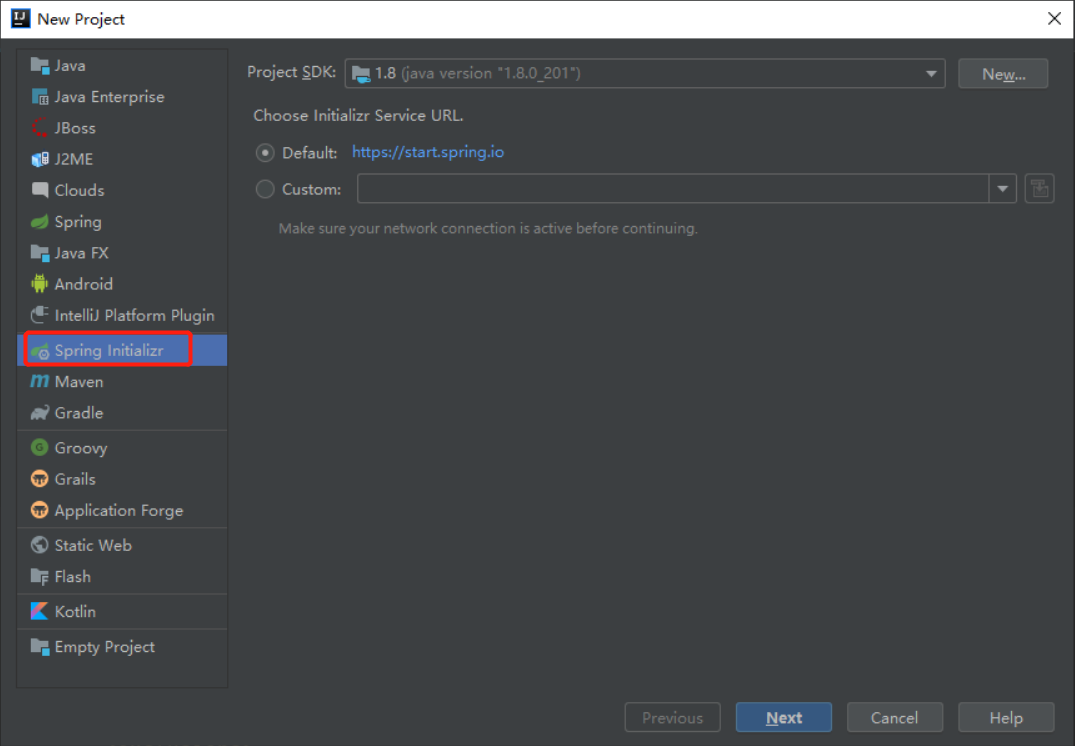 New Project
Java
Java Enterprise
JBoss
J2ME
Clouds
Spring
Java FX
Android
IntelliJ Platform Plugin
Spring Initializr
Maven
Gradle
Groovy
Grails
Application Forge
Static Web
Flash
Kotlin
Empty Project
Project SDK: 1.8 (java version "1.8.0_201") New...
Choose Initializr Service URL.
Default: https://start.spring.io
Custom:
Make sure your network connection is active before continuing.
Previous Next Cancel Help